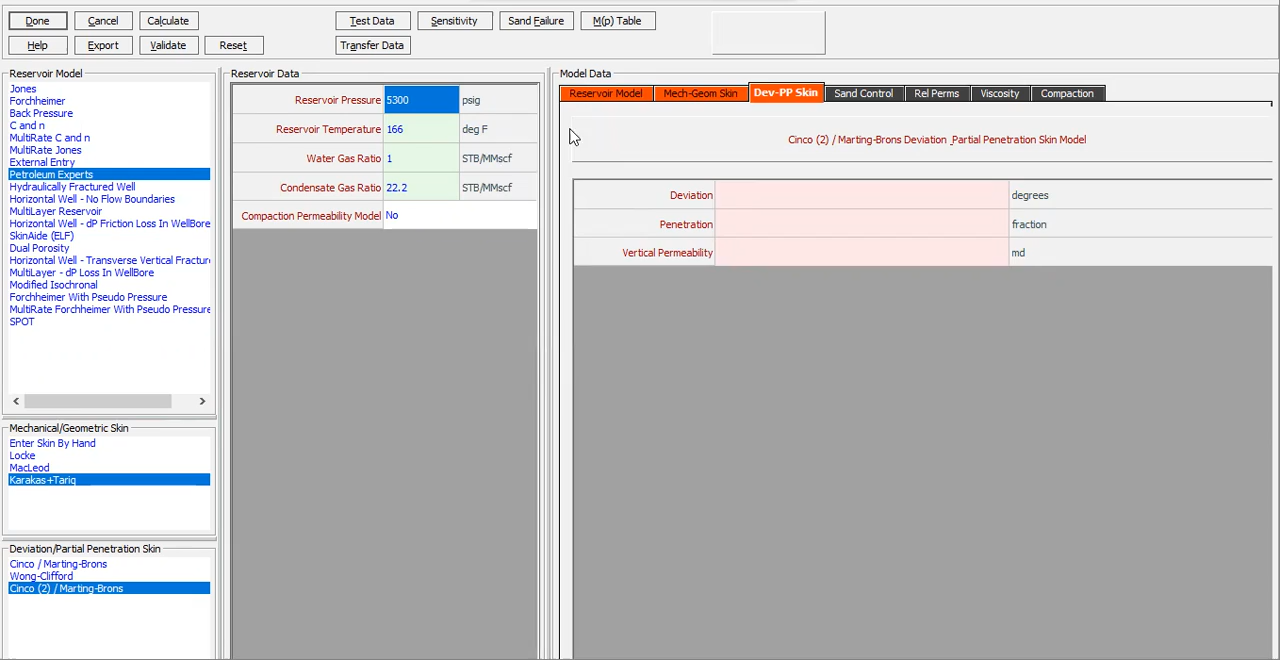 Done Cancel Calculate Test Data Sensitivity Sand Failure M(p) Table
Help Export Validate Reset Transfer Data
Reservoir Model
Jones
Forchheimer
Back Pressure
C and n
MultiRate C and n
MultiRate Jones
External Entry
Petroleum Experts
Hydraulically Fractured Well
Horizontal Well - No Flow Boundaries
MultiLayer Reservoir
Horizontal Well - dP Friction Loss In WellBore
SkinAide (ELF)
Dual Porosity
Horizontal Well - Transverse Vertical Fracture
MultiLayer - dP Loss In WellBore
Modified Isochronal
Forchheimer With Pseudo Pressure
MultiRate Forchheimer With Pseudo Pressure
SPOT
Mechanical/Geometric Skin
Enter Skin By Hand
Locke
MacLeod
Karakas+Tariq
Deviation/Partial Penetration Skin
Cinco / Marting-Brons
Wong-Clifford
Cinco (2) / Marting-Brons
Reservoir Data
Reservoir Pressure 5300 psig
Reservoir Temperature 166 deg F
Water Gas Ratio 1 STB/MMscf
Condensate Gas Ratio 22.2 STB/MMscf
Compaction Permeability Model No
Model Data
Reservoir Model Mech-Geom Skin Dev-PP Skin Sand Control Rel Perms Viscosity Compaction
Cinco (2) / Marting-Brons Deviation _Partial Penetration Skin Model
Deviation degrees
Penetration fraction
Vertical Permeability md